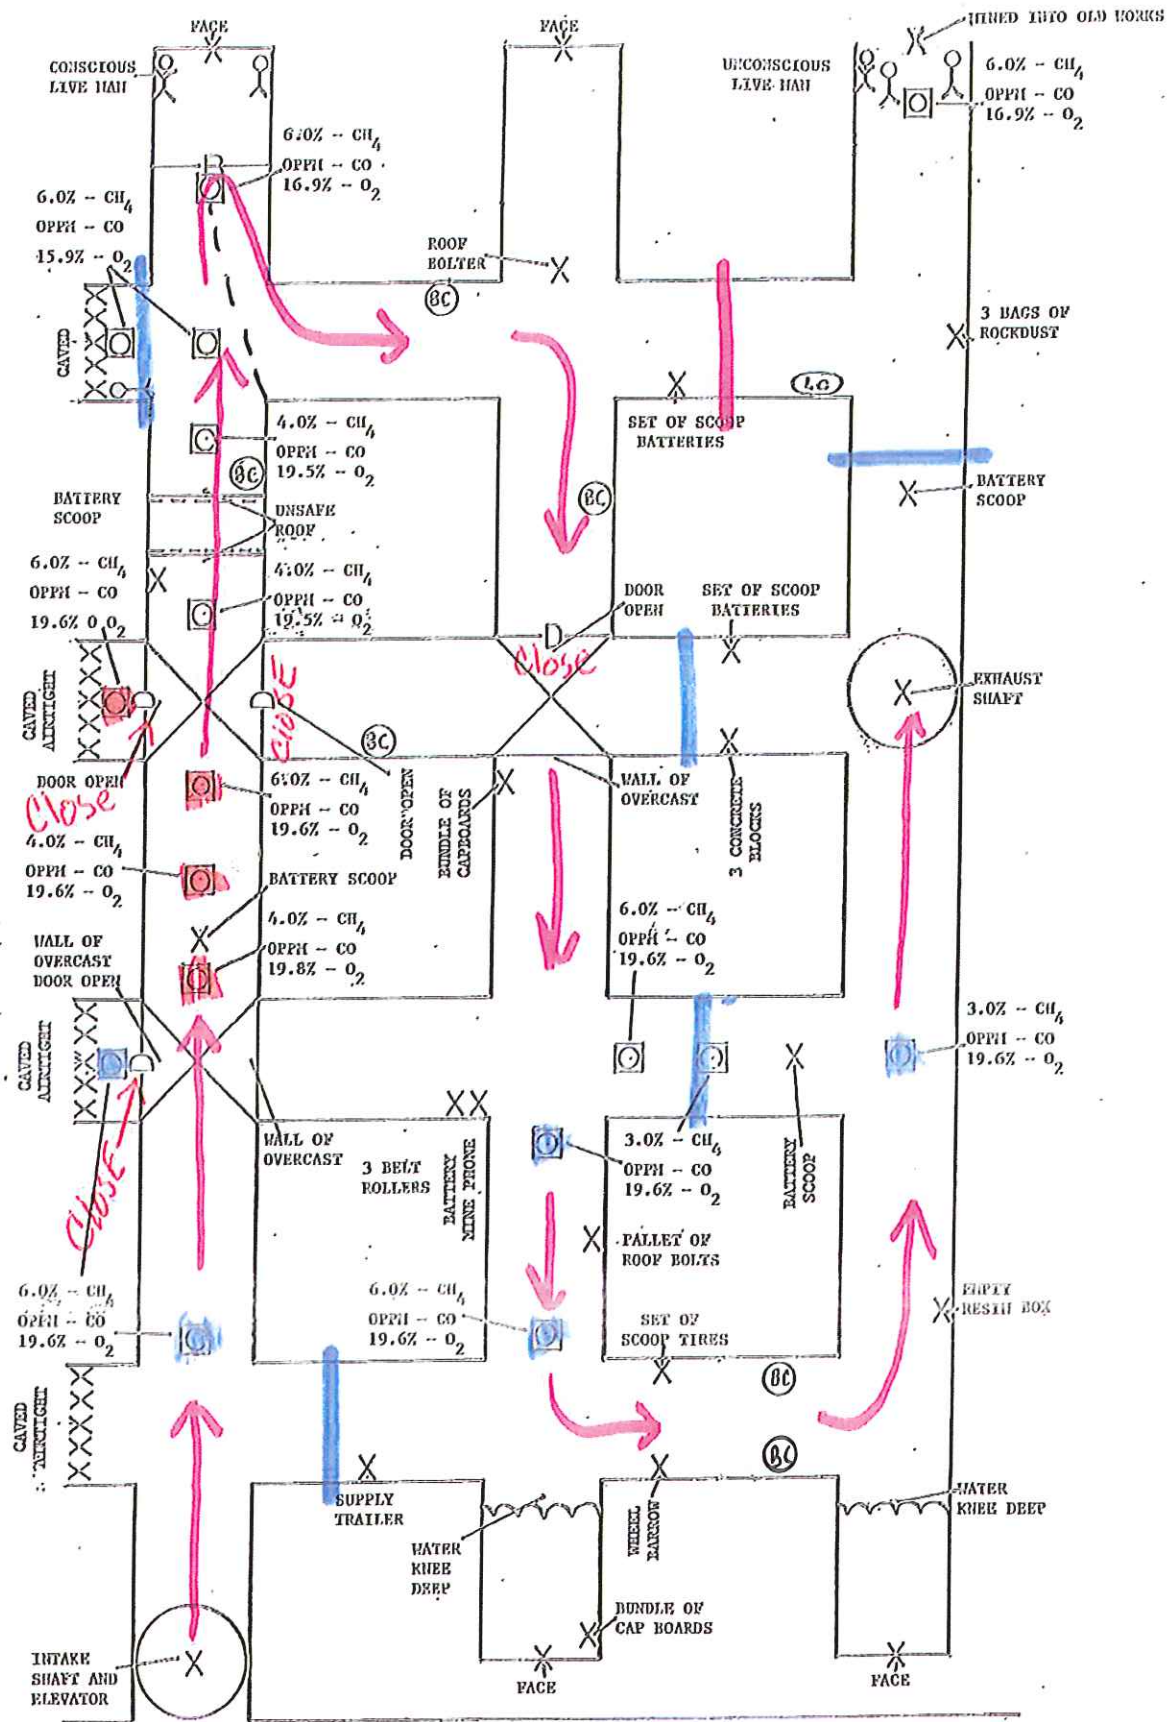 FACE
FACE
MINED INTO OLD WORKS
CONSCIOUS
LIVE MAN
UNCONSCIOUS
LIVE MAN
6.0% -- CH4
OPPM -- CO
16.9% -- O2
6.0% -- CH4
OPPM -- CO
16.9% -- O2
6.0% -- CH4
OPPM -- CO
15.9% -- O2
ROOF
BOLTER
BC
3 BAGS OF
ROCKDUST
CAVED
SET OF SCOOP
BATTERIES
4.0% -- CH4
OPPM -- CO
19.5% -- O2
BC
BATTERY
SCOOP
UNSAFE
ROOF
BC
BATTERY
SCOOP
6.0% -- CH4
OPPM -- CO
19.6% O O2
4.0% -- CH4
OPPM -- CO
19.5% -- O2
DOOR
OPEN
SET OF SCOOP
BATTERIES
D
Close
CAVED
AIRTIGHT
D
D
Close
EXHAUST
SHAFT
BC
DOOR OPEN
Close
6.0% -- CH4
OPPM -- CO
19.6% -- O2
DOOR OPEN
BUNDLE OF
CAPBOARDS
WALL OF
OVERCAST
3 CONCRETE
BLOCKS
4.0% -- CH4
OPPM -- CO
19.6% -- O2
BATTERY SCOOP
4.0% -- CH4
OPPM -- CO
19.8% -- O2
6.0% -- CH4
OPPM -- CO
19.6% -- O2
WALL OF
OVERCAST
DOOR OPEN
3.0% -- CH4
OPPM -- CO
19.6% -- O2
CAVED
AIRTIGHT
D
Close
WALL OF
OVERCAST
3 BELT
ROLLERS
BATTERY
MINE PHONE
3.0% -- CH4
OPPM -- CO
19.6% -- O2
BATTERY
SCOOP
PALLET OF
ROOF BOLTS
6.0% -- CH4
OPPM -- CO
19.6% -- O2
6.0% -- CH4
OPPM -- CO
19.6% -- O2
SET OF
SCOOP TIRES
EMPTY
RESIN BOX
CAVED
AIRTIGHT
BC
BC
SUPPLY
TRAILER
WATER
KNEE
DEEP
WHEEL
BARROW
WATER
KNEE DEEP
BUNDLE OF
CAP BOARDS
INTAKE
SHAFT AND
ELEVATOR
FACE
FACE